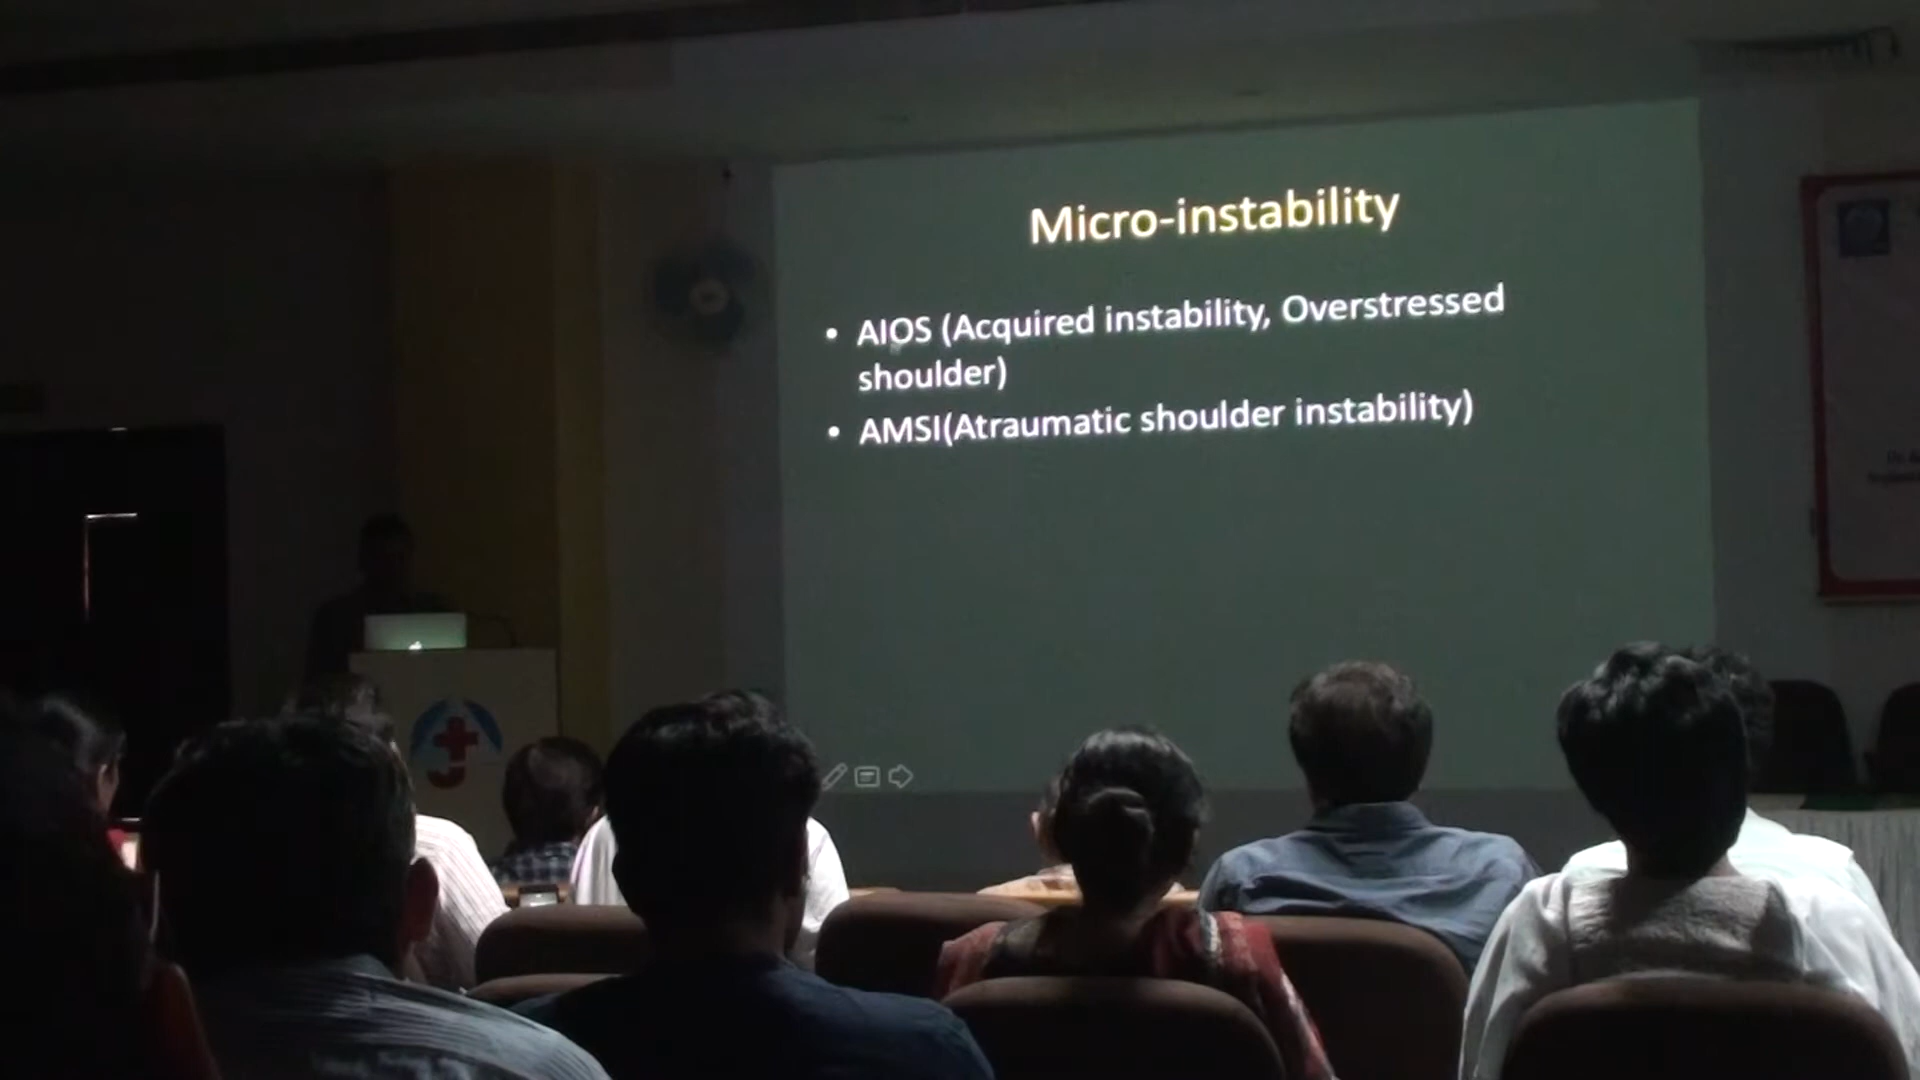 Micro-instability
• AIOS (Acquired instability, Overstressed
shoulder)
• AMSI(Atraumatic shoulder instability)